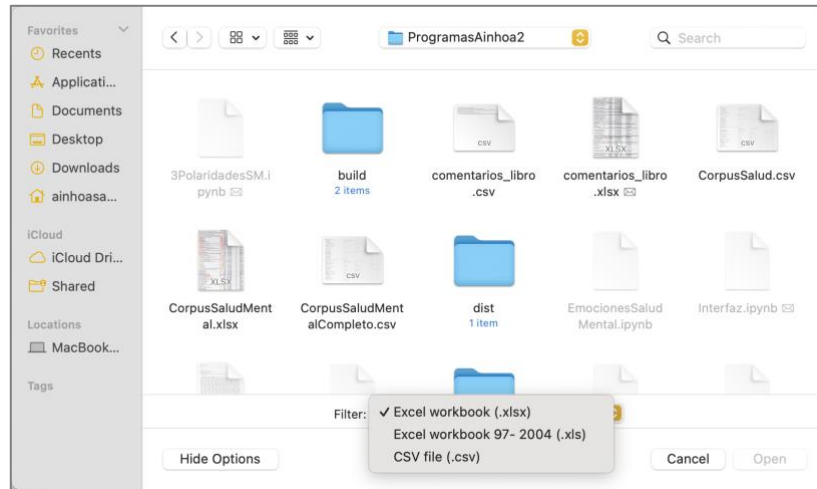 Favorites
Recents
Applicati...
Documents
Desktop
Downloads
ainhoasa...
iCloud
iCloud Dri...
Shared
Locations
MacBook...
Tags
ProgramasAinhoa2
Search
3PolaridadesSM.i
pynb
build
2 items
CSV
comentarios_libro
.csv
XLSX
comentarios_libro
.xlsx
CSV
CorpusSalud.csv
XLSX
CorpusSaludMent
al.xlsx
CSV
CorpusSaludMent
alCompleto.csv
dist
1 item
EmocionesSalud
Mental.ipynb
Interfaz.ipynb
Filter:
✓ Excel workbook (.xlsx)
Excel workbook 97- 2004 (.xls)
CSV file (.csv)
Hide Options
Cancel
Open